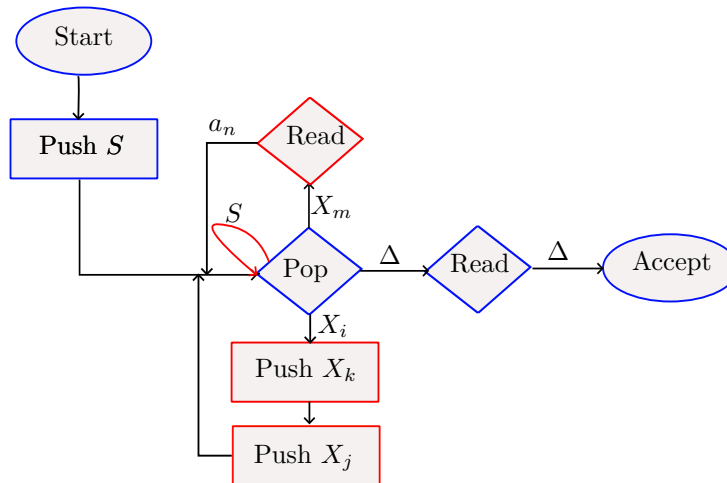 Start
Push S
a_n
Read
X_m
S
Pop
Δ
Read
Δ
Accept
X_i
Push X_k
Push X_j